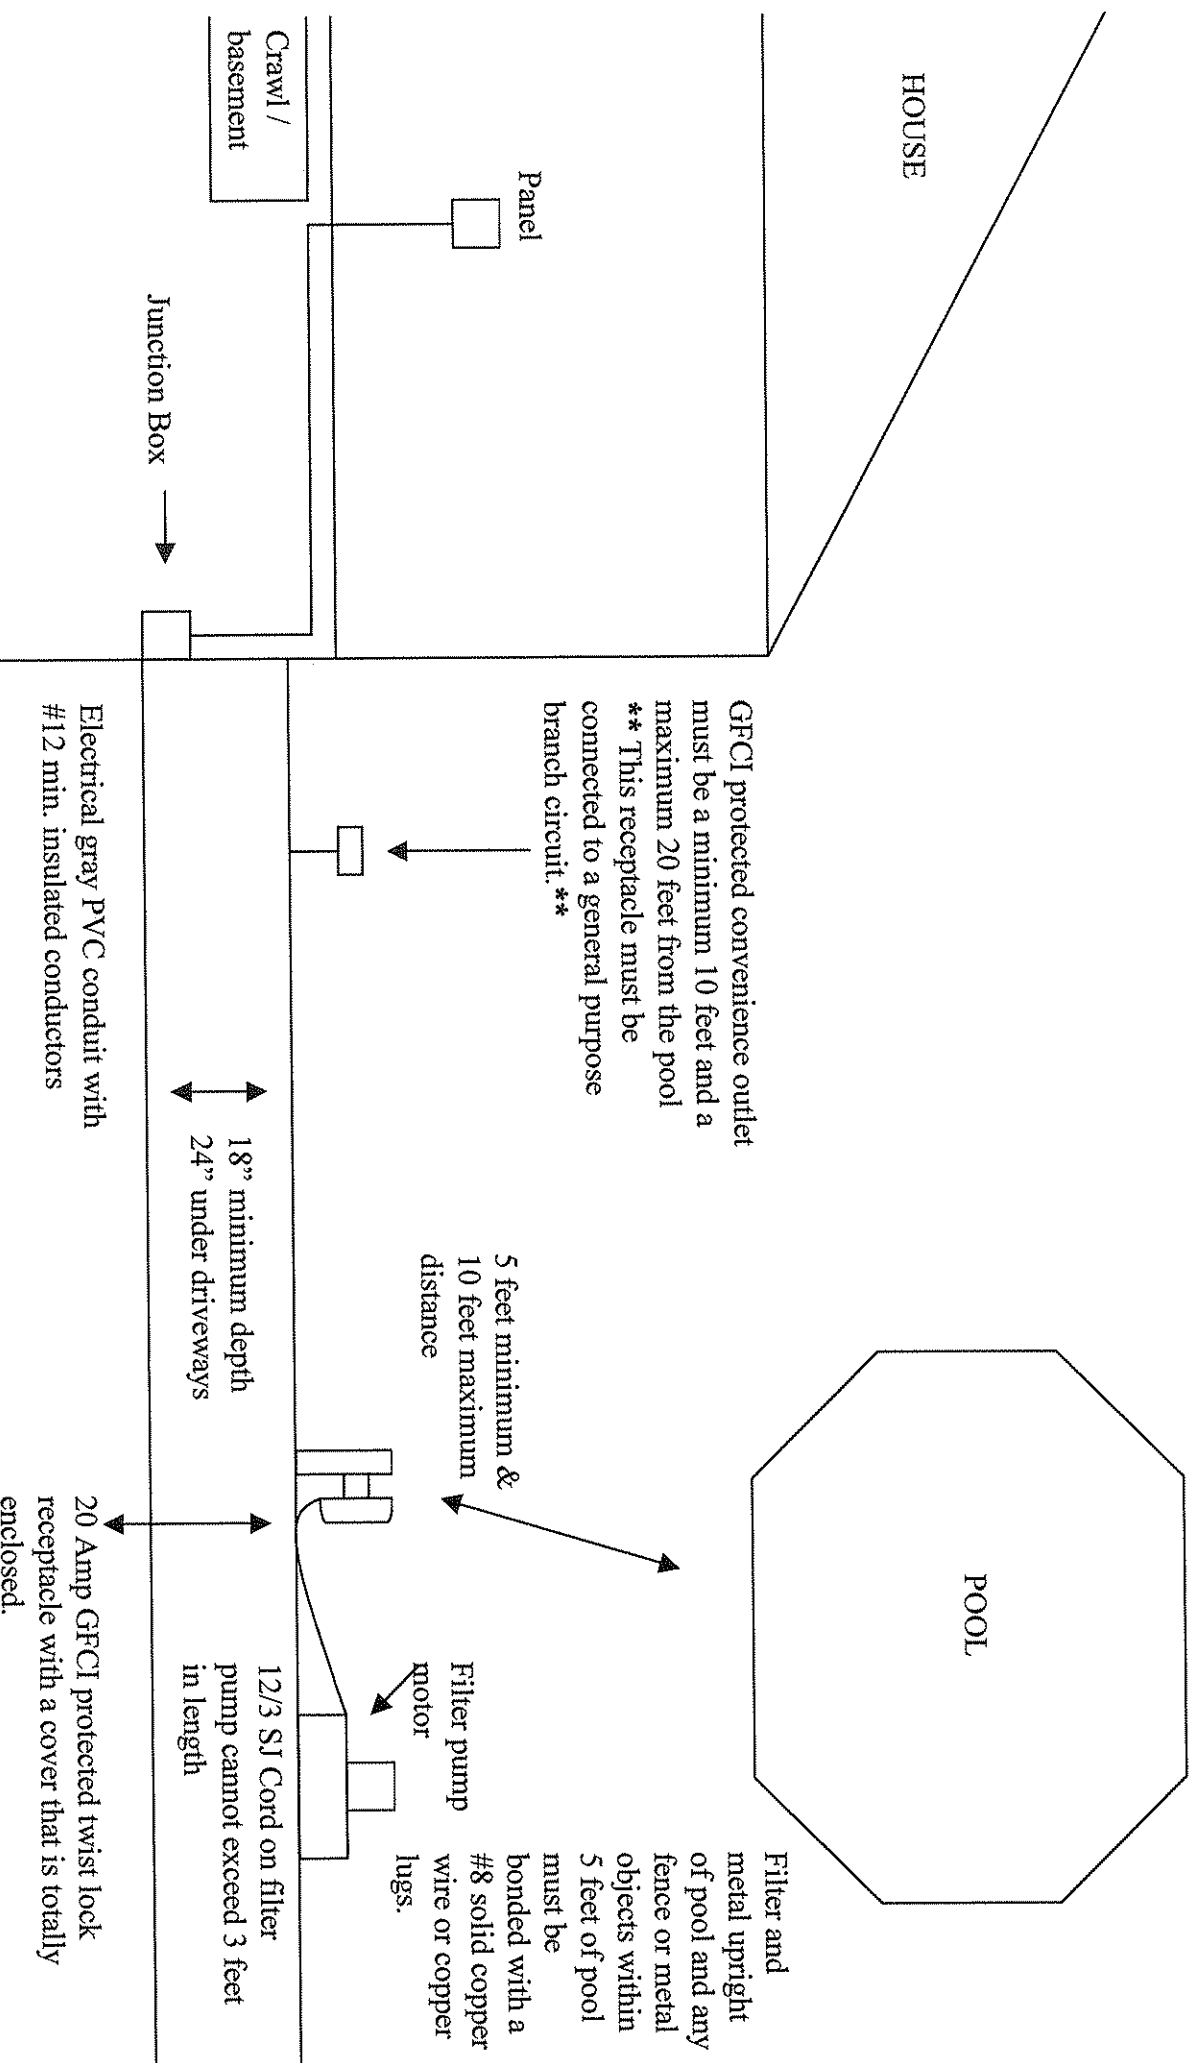 HOUSE
Crawl /
basement
Panel
Junction Box
GFCI protected convenience outlet
must be a minimum 10 feet and a
maximum 20 feet from the pool
** This receptacle must be
connected to a general purpose
branch circuit.**
Electrical gray PVC conduit with
#12 min. insulated conductors
18” minimum depth
24” under driveways
5 feet minimum &
10 feet maximum
distance
POOL
Filter pump
motor
12/3 SJ Cord on filter
pump cannot exceed 3 feet
in length
20 Amp GFCI protected twist lock
receptacle with a cover that is totally
enclosed.
Filter and
metal upright
of pool and any
fence or metal
objects within
5 feet of pool
must be
bonded with a
#8 solid copper
wire or copper
lugs.